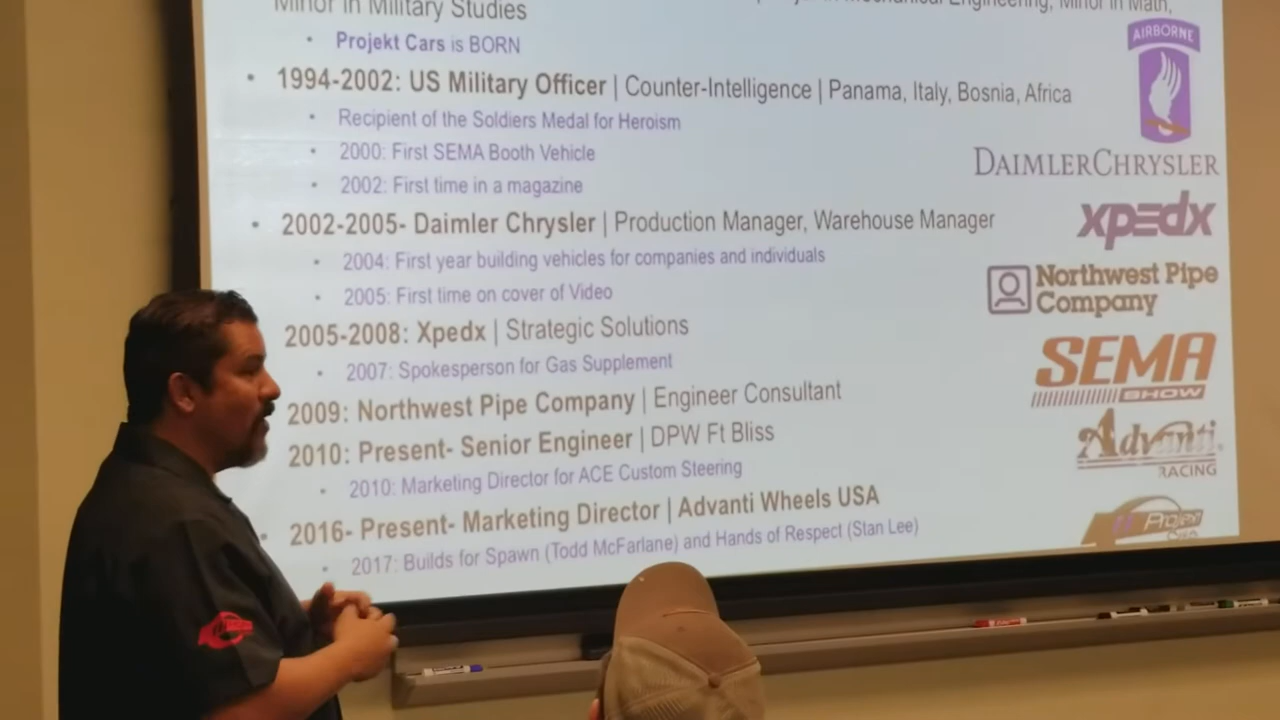 Minor in Military Studies
in Mechanical Engineering, Minor in Math,
• Projekt Cars is BORN
• 1994-2002: US Military Officer | Counter-Intelligence | Panama, Italy, Bosnia, Africa
• Recipient of the Soldiers Medal for Heroism
• 2000: First SEMA Booth Vehicle
• 2002: First time in a magazine
• 2002-2005- Daimler Chrysler | Production Manager, Warehouse Manager
• 2004: First year building vehicles for companies and individuals
• 2005: First time on cover of Video
2005-2008: Xpedx | Strategic Solutions
• 2007: Spokesperson for Gas Supplement
2009: Northwest Pipe Company | Engineer Consultant
2010: Present- Senior Engineer | DPW Ft Bliss
• 2010: Marketing Director for ACE Custom Steering
• 2016- Present- Marketing Director | Advanti Wheels USA
• 2017: Builds for Spawn (Todd McFarlane) and Hands of Respect (Stan Lee)
AIRBORNE
DAIMLERCHRYSLER
xpedx
Northwest Pipe
Company
SEMA
SHOW
Advanti
RACING
Projekt